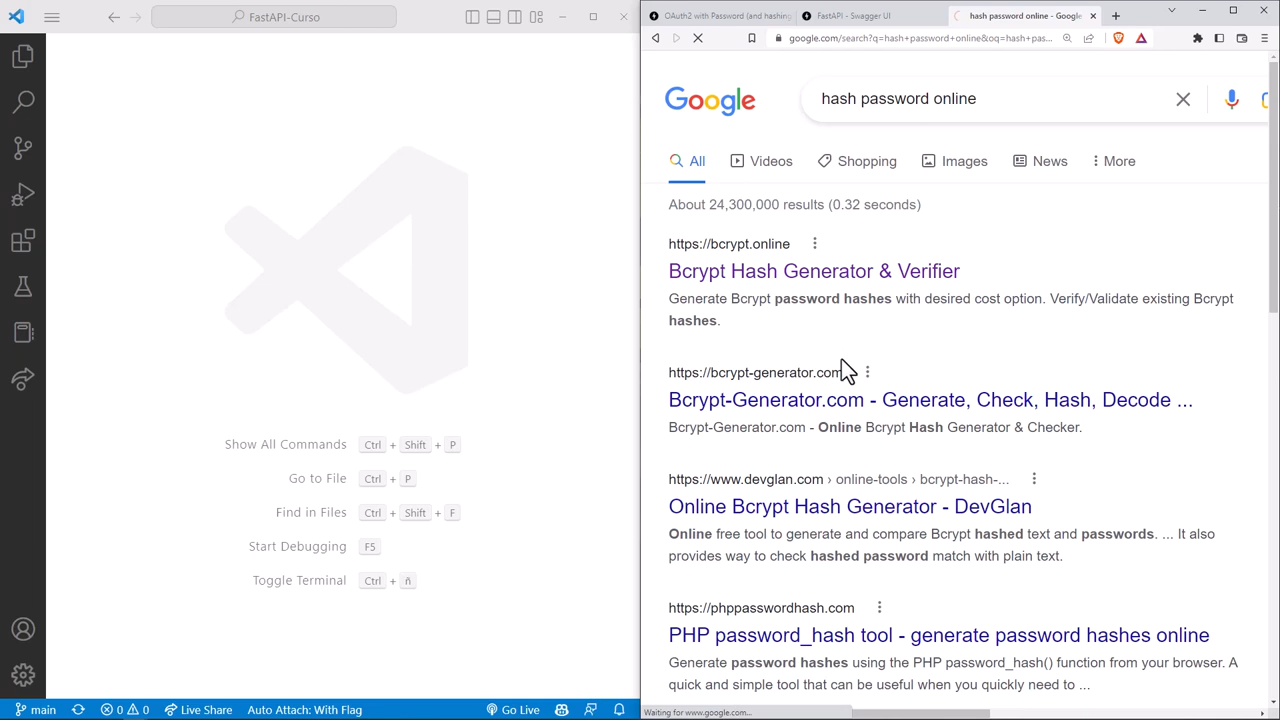 FastAPI-Curso
Show All Commands Ctrl + Shift + P
Go to File Ctrl + P
Find in Files Ctrl + Shift + F
Start Debugging F5
Toggle Terminal Ctrl + ñ
main 0 0 Live Share Auto Attach: With Flag Go Live
OAuth2 with Password (and hashing
FastAPI - Swagger UI
hash password online - Google
google.com/search?q=hash+password+online&oq=hash+pas...
Google
hash password online
All Videos Shopping Images News More
About 24,300,000 results (0.32 seconds)
https://bcrypt.online
Bcrypt Hash Generator & Verifier
Generate Bcrypt password hashes with desired cost option. Verify/Validate existing Bcrypt
hashes.
https://bcrypt-generator.com
Bcrypt-Generator.com - Generate, Check, Hash, Decode ...
Bcrypt-Generator.com - Online Bcrypt Hash Generator & Checker.
https://www.devglan.com › online-tools › bcrypt-hash-...
Online Bcrypt Hash Generator - DevGlan
Online free tool to generate and compare Bcrypt hashed text and passwords. ... It also
provides way to check hashed password match with plain text.
https://phppasswordhash.com
PHP password_hash tool - generate password hashes online
Generate password hashes using the PHP password_hash() function from your browser. A
quick and simple tool that can be useful when you quickly need to ...
Waiting for www.google.com...